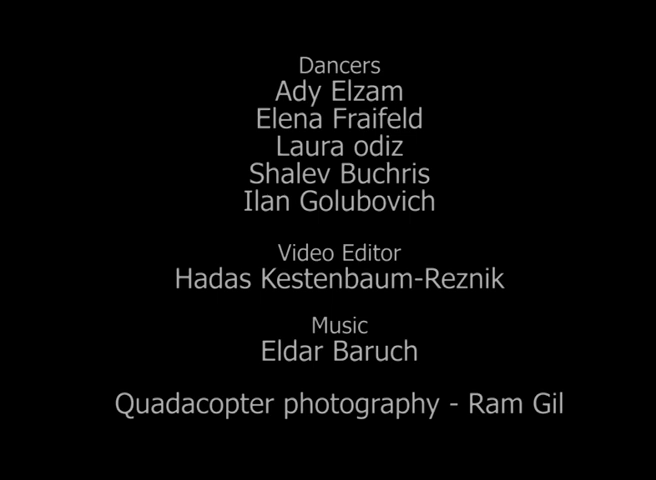 Dancers
Ady Elzam
Elena Fraifeld
Laura odiz
Shalev Buchris
Ilan Golubovich
Video Editor
Hadas Kestenbaum-Reznik
Music
Eldar Baruch
Quadacopter photography - Ram Gil